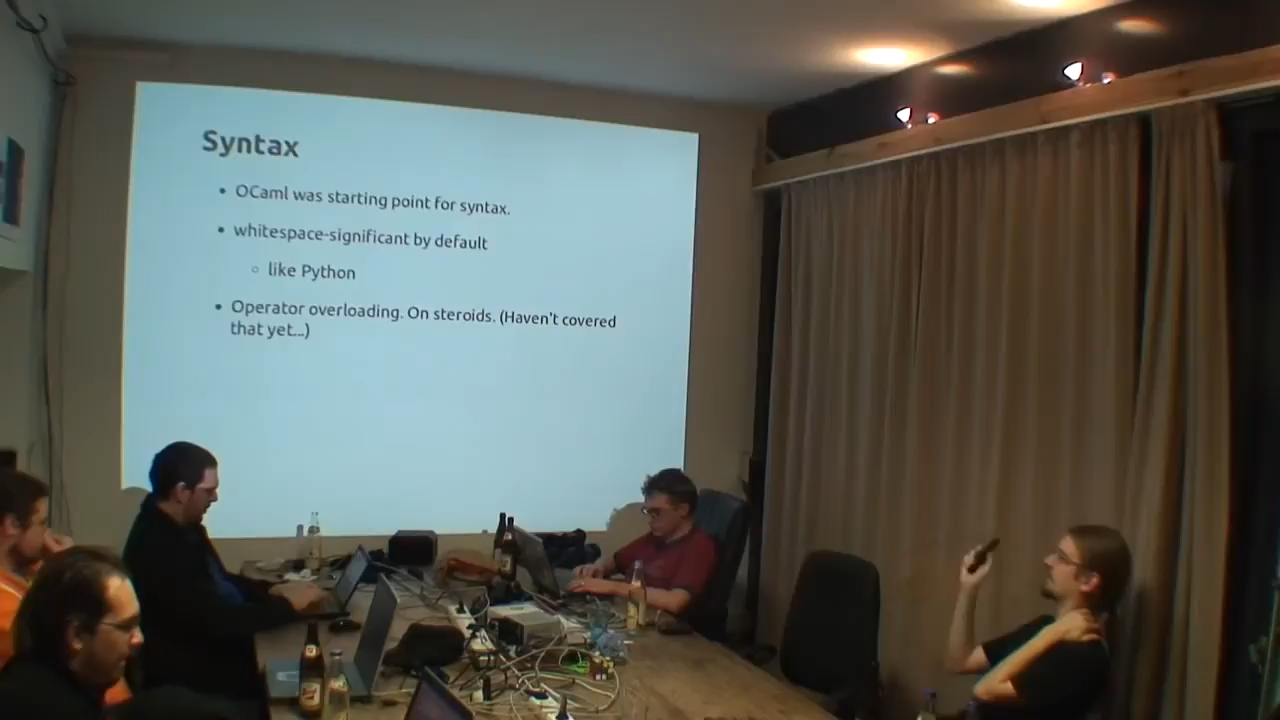 Syntax
• OCaml was starting point for syntax.
• whitespace-significant by default
◦ like Python
• Operator overloading. On steroids. (Haven't covered
that yet...)